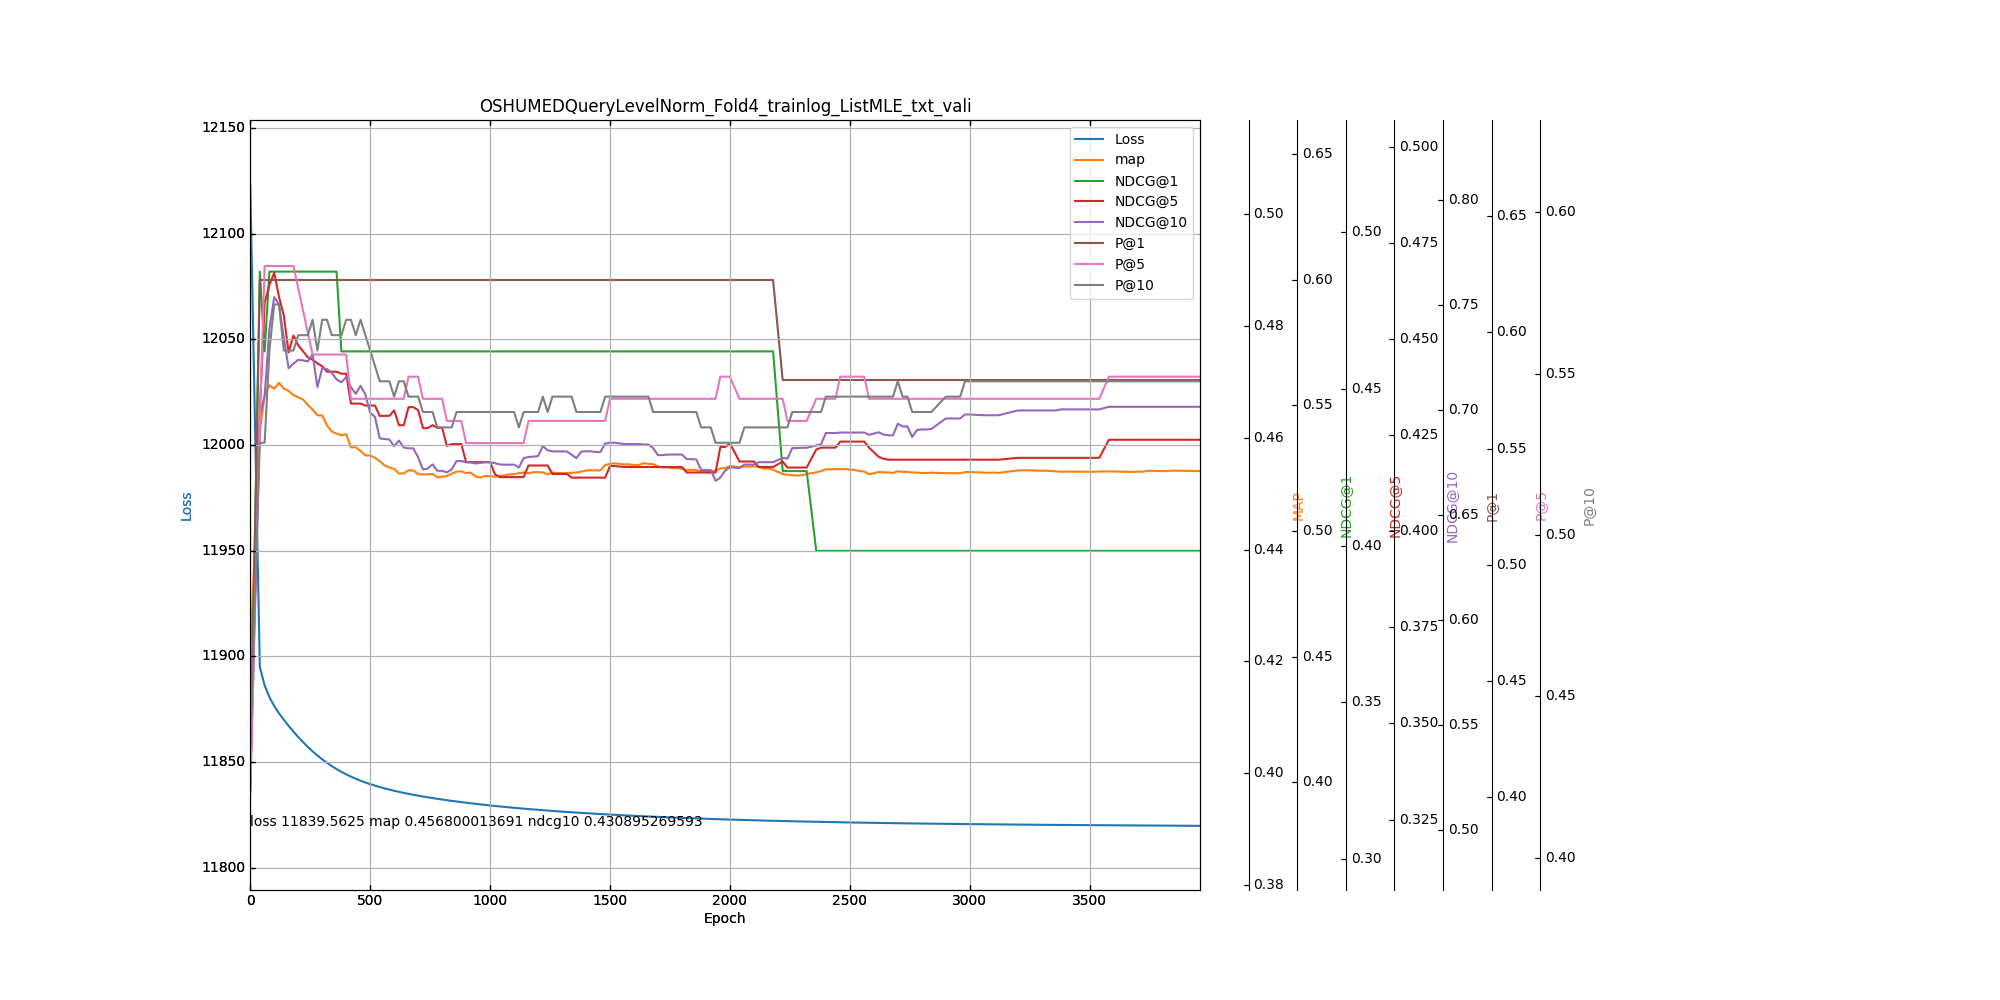 OSHUMEDQueryLevelNorm_Fold4_trainlog_ListMLE_txt_vali
Loss
map
NDCG@1
NDCG@5
NDCG@10
P@1
P@5
P@10
12150
12100
12050
12000
11950
11900
11850
11800
Loss
loss 11839.5625 map 0.456800013691 ndcg10 0.430895269593
0 500 1000 1500 2000 2500 3000 3500
Epoch
0.50
0.48
0.46
0.44
0.42
0.40
0.38
MAP
0.65
0.60
0.55
0.50
0.45
0.40
NDCG@1
0.50
0.45
0.40
0.35
0.30
NDCG@5
0.500
0.475
0.450
0.425
0.400
0.375
0.350
0.325
NDCG@10
0.80
0.75
0.70
0.65
0.60
0.55
0.50
P@1
0.65
0.60
0.55
0.50
0.45
0.40
P@5
0.60
0.55
0.50
0.45
0.40
P@10